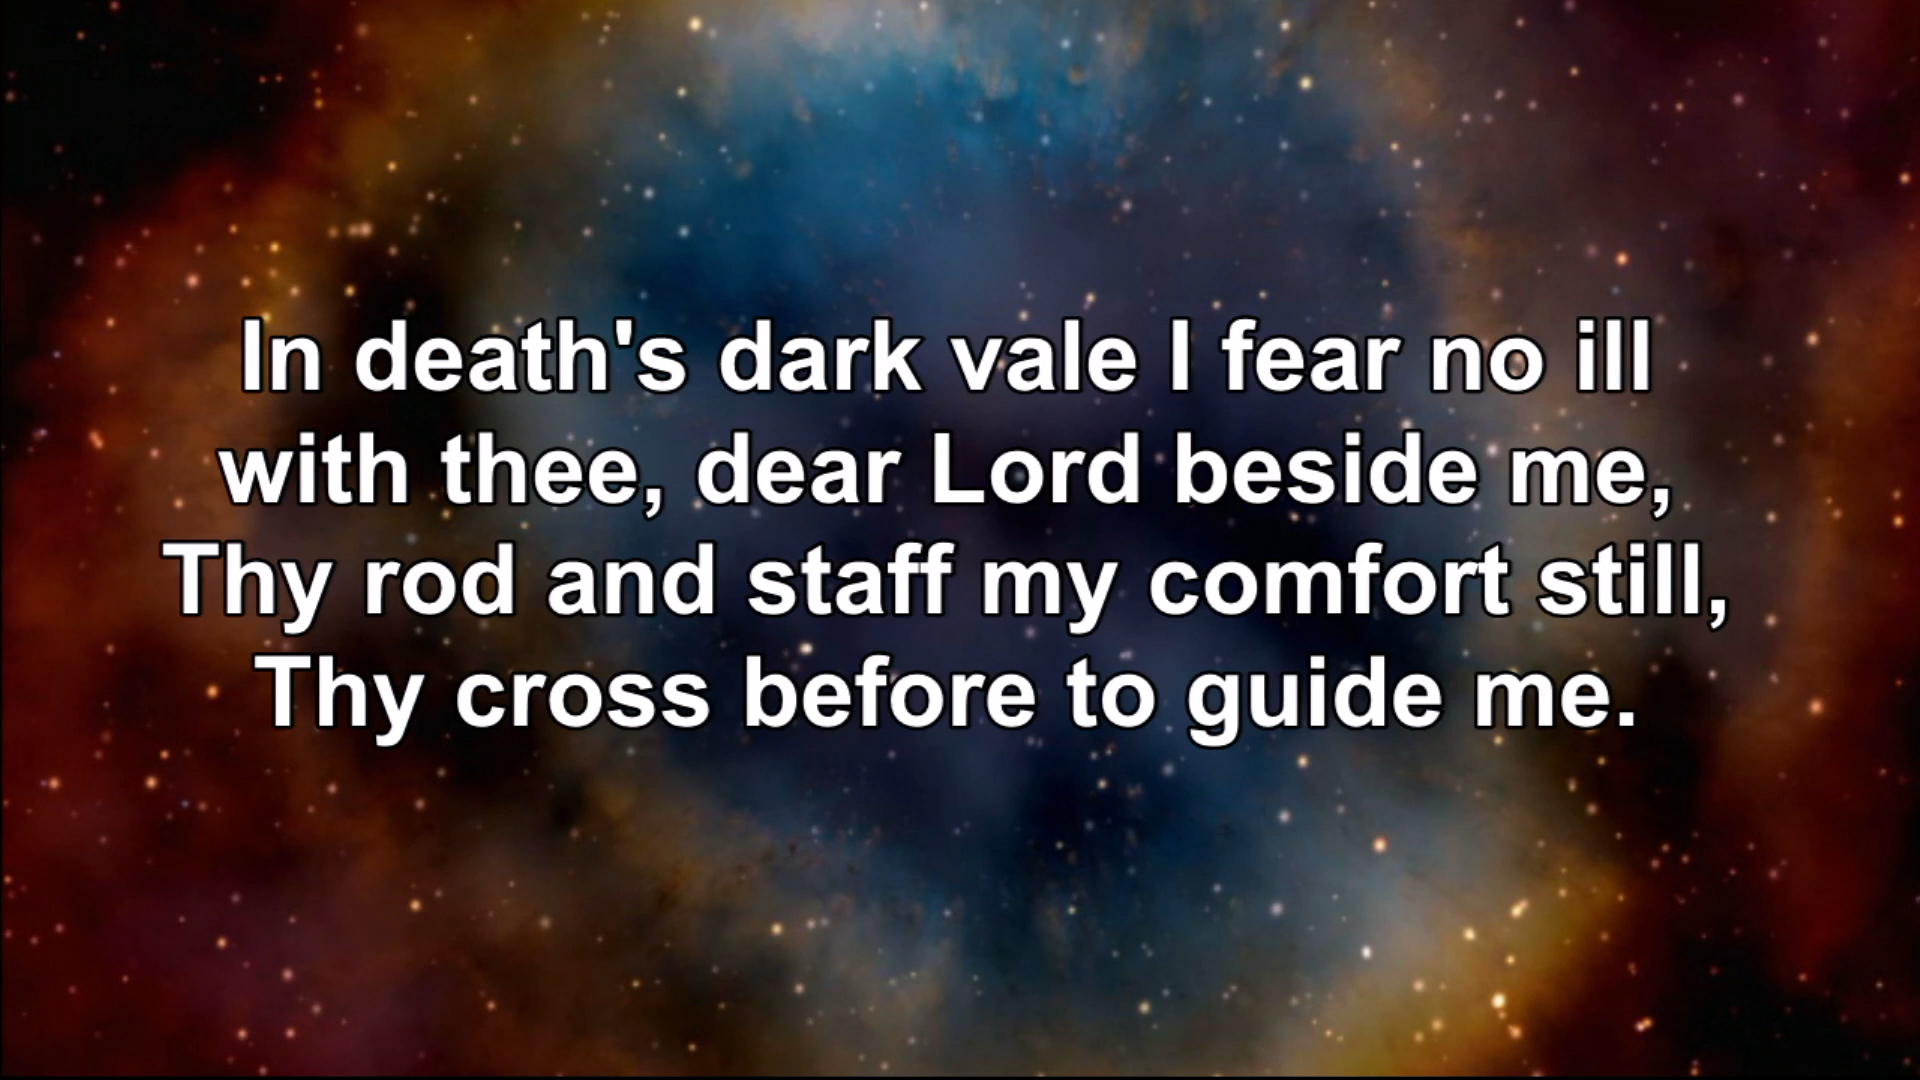 In death's dark vale I fear no ill
with thee, dear Lord beside me,
Thy rod and staff my comfort still,
Thy cross before to guide me.